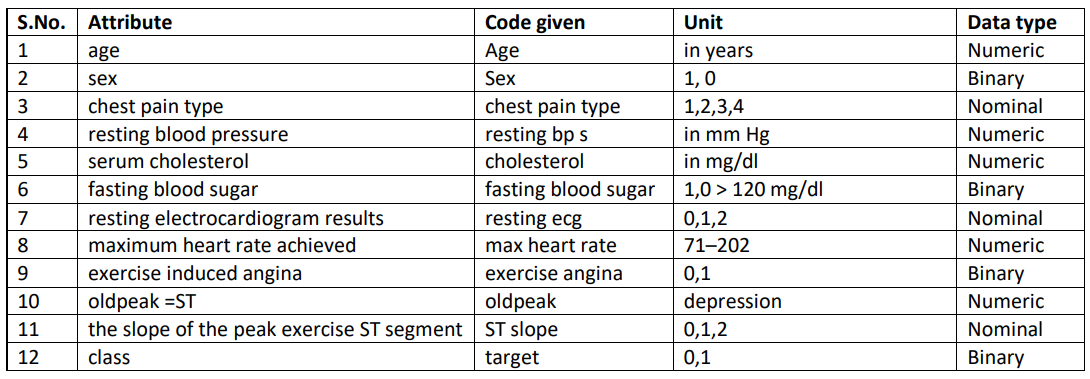 S.No. Attribute Code given Unit Data type
1 age Age in years Numeric
2 sex Sex 1, 0 Binary
3 chest pain type chest pain type 1,2,3,4 Nominal
4 resting blood pressure resting bp s in mm Hg Numeric
5 serum cholesterol cholesterol in mg/dl Numeric
6 fasting blood sugar fasting blood sugar 1,0 > 120 mg/dl Binary
7 resting electrocardiogram results resting ecg 0,1,2 Nominal
8 maximum heart rate achieved max heart rate 71–202 Numeric
9 exercise induced angina exercise angina 0,1 Binary
10 oldpeak =ST oldpeak depression Numeric
11 the slope of the peak exercise ST segment ST slope 0,1,2 Nominal
12 class target 0,1 Binary